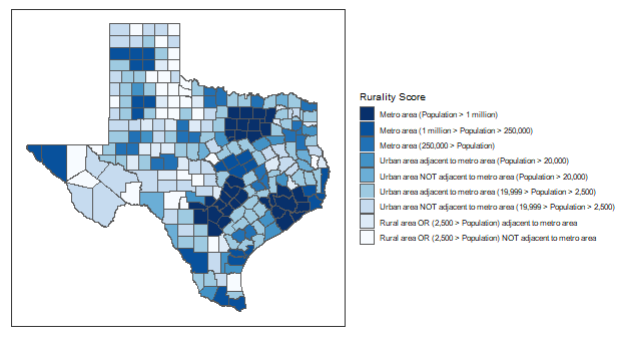 Rurality Score
Metro area (Population > 1 million)
Metro area (1 million > Population > 250,000)
Metro area (250,000 > Population)
Urban area adjacent to metro area (Population > 20,000)
Urban area NOT adjacent to metro area (Population > 20,000)
Urban area adjacent to metro area (19,999 > Population > 2,500)
Urban area NOT adjacent to metro area (19,999 > Population > 2,500)
Rural area OR (2,500 > Population) adjacent to metro area
Rural area OR (2,500 > Population) NOT adjacent to metro area